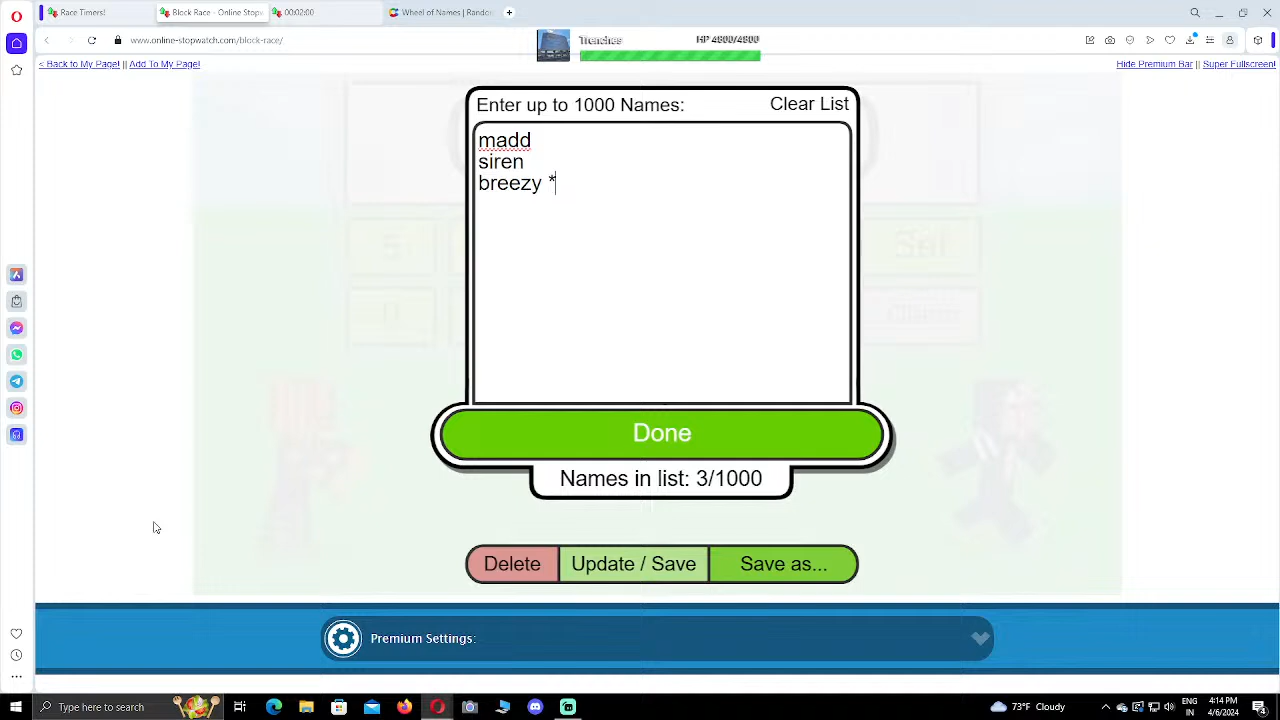 Race Timers!
Block Race - Online Stopw
00:02:00
Wheel of Names | Randor
www.online-stopwatch.com/block-race/
Trenches
HP 4800/4800
< Back to My Page! || Add To My Page!
Hide Premium Bar || Super Fullscreen!
Enter up to 1000 Names:
Clear List
madd
siren
breezy *
Done
Names in list: 3/1000
Delete
Update / Save
Save as...
Premium Settings:
Type here to search
73°F Cloudy
ENG
IN
4:14 PM
4/6/2024